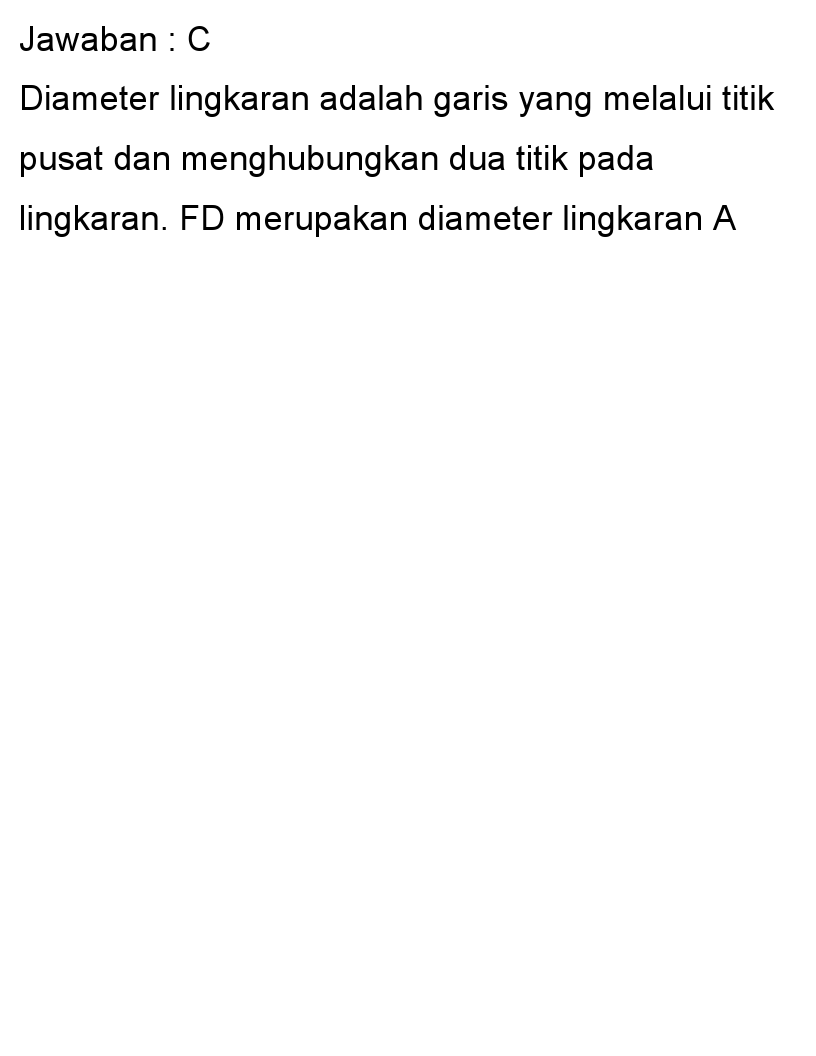 Jawaban : C
Diameter lingkaran adalah garis yang melalui titik
pusat dan menghubungkan dua titik pada
lingkaran. FD merupakan diameter lingkaran A